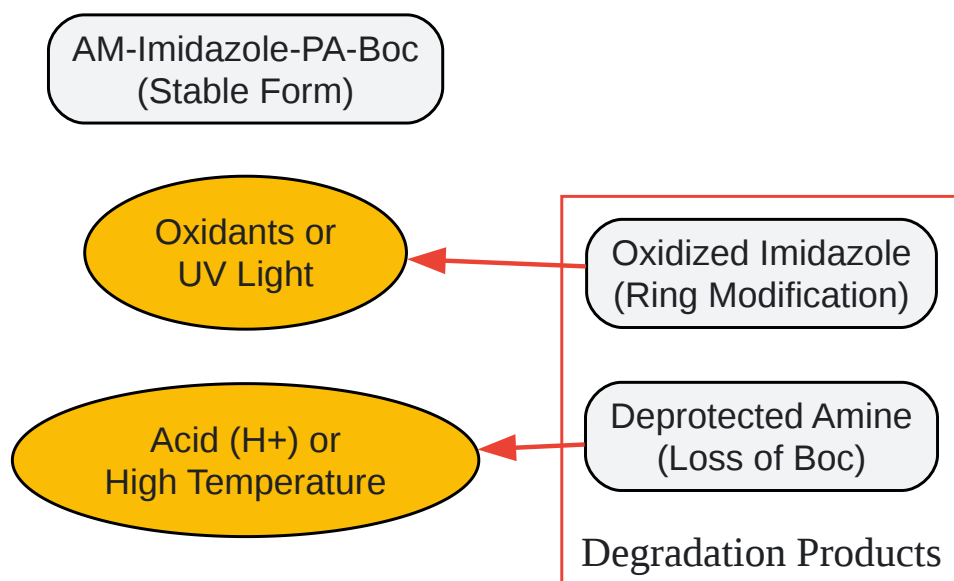 AM-Imidazole-PA-Boc
(Stable Form)
Oxidants or
UV Light
Oxidized Imidazole
(Ring Modification)
Acid (H+) or
High Temperature
Deprotected Amine
(Loss of Boc)
Degradation Products